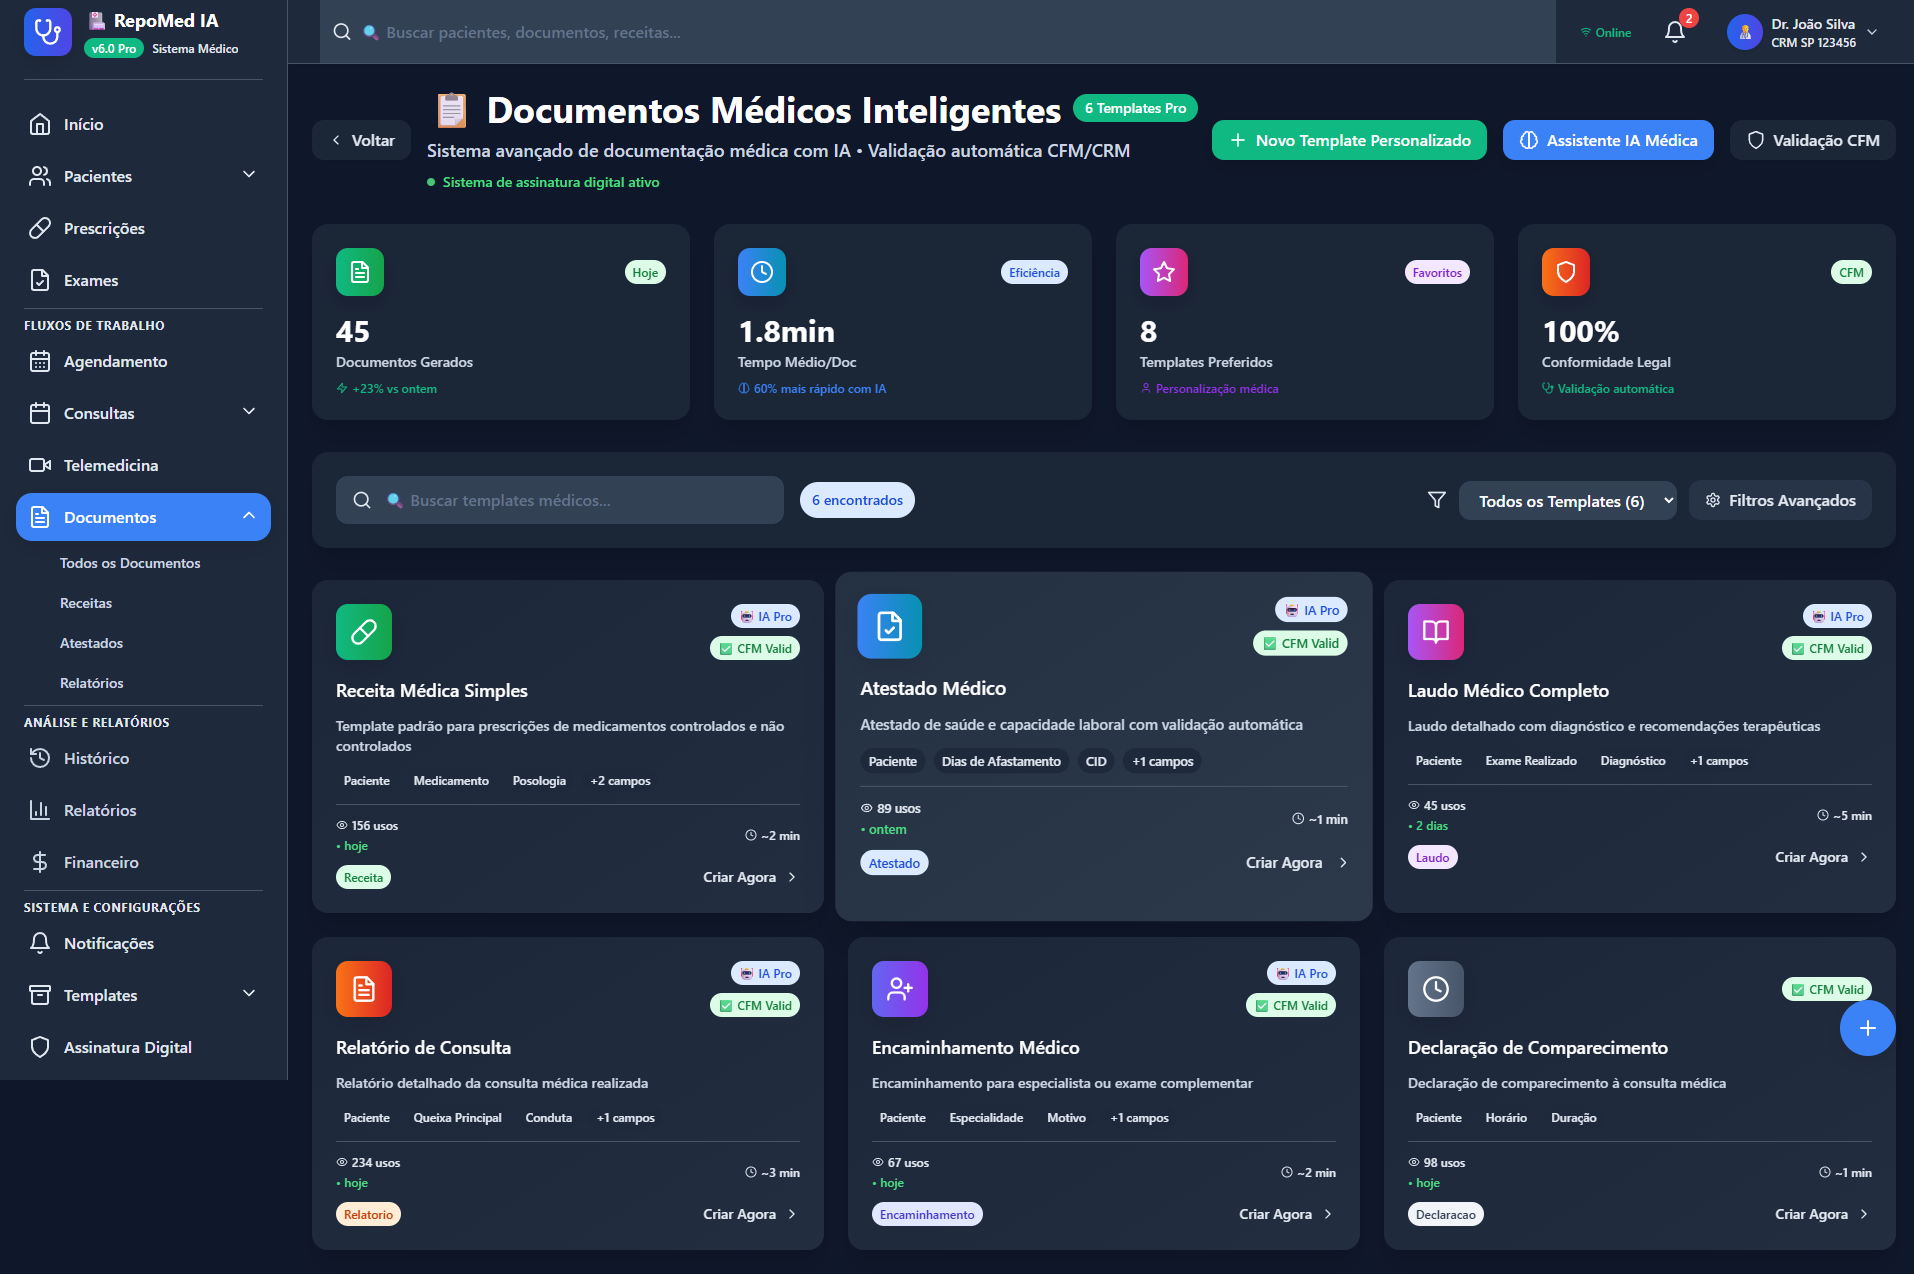 RepoMed IA
v6.0 Pro Sistema Médico
Início
Pacientes
Prescrições
Exames
FLUXOS DE TRABALHO
Agendamento
Consultas
Telemedicina
Documentos
Todos os Documentos
Receitas
Atestados
Relatórios
ANÁLISE E RELATÓRIOS
Histórico
Relatórios
Financeiro
SISTEMA E CONFIGURAÇÕES
Notificações
Templates
Assinatura Digital
Buscar pacientes, documentos, receitas...
Online
2
Dr. João Silva
CRM SP 123456
Voltar
Documentos Médicos Inteligentes 6 Templates Pro
Sistema avançado de documentação médica com IA • Validação automática CFM/CRM
Sistema de assinatura digital ativo
Novo Template Personalizado
Assistente IA Médica
Validação CFM
Hoje
45
Documentos Gerados
+23% vs ontem
Eficiência
1.8min
Tempo Médio/Doc
60% mais rápido com IA
Favoritos
8
Templates Preferidos
Personalização médica
CFM
100%
Conformidade Legal
Validação automática
Buscar templates médicos...
6 encontrados
Todos os Templates (6)
Filtros Avançados
IA Pro
CFM Valid
Receita Médica Simples
Template padrão para prescrições de medicamentos controlados e não
controlados
Paciente Medicamento Posologia +2 campos
156 usos
• hoje
~2 min
Receita
Criar Agora
IA Pro
CFM Valid
Atestado Médico
Atestado de saúde e capacidade laboral com validação automática
Paciente Dias de Afastamento CID +1 campos
89 usos
• ontem
~1 min
Atestado
Criar Agora
IA Pro
CFM Valid
Laudo Médico Completo
Laudo detalhado com diagnóstico e recomendações terapêuticas
Paciente Exame Realizado Diagnóstico +1 campos
45 usos
• 2 dias
~5 min
Laudo
Criar Agora
IA Pro
CFM Valid
Relatório de Consulta
Relatório detalhado da consulta médica realizada
Paciente Queixa Principal Conduta +1 campos
234 usos
• hoje
~3 min
Relatorio
Criar Agora
IA Pro
CFM Valid
Encaminhamento Médico
Encaminhamento para especialista ou exame complementar
Paciente Especialidade Motivo +1 campos
67 usos
• hoje
~2 min
Encaminhamento
Criar Agora
CFM Valid
Declaração de Comparecimento
Declaração de comparecimento à consulta médica
Paciente Horário Duração
98 usos
• hoje
~1 min
Declaracao
Criar Agora